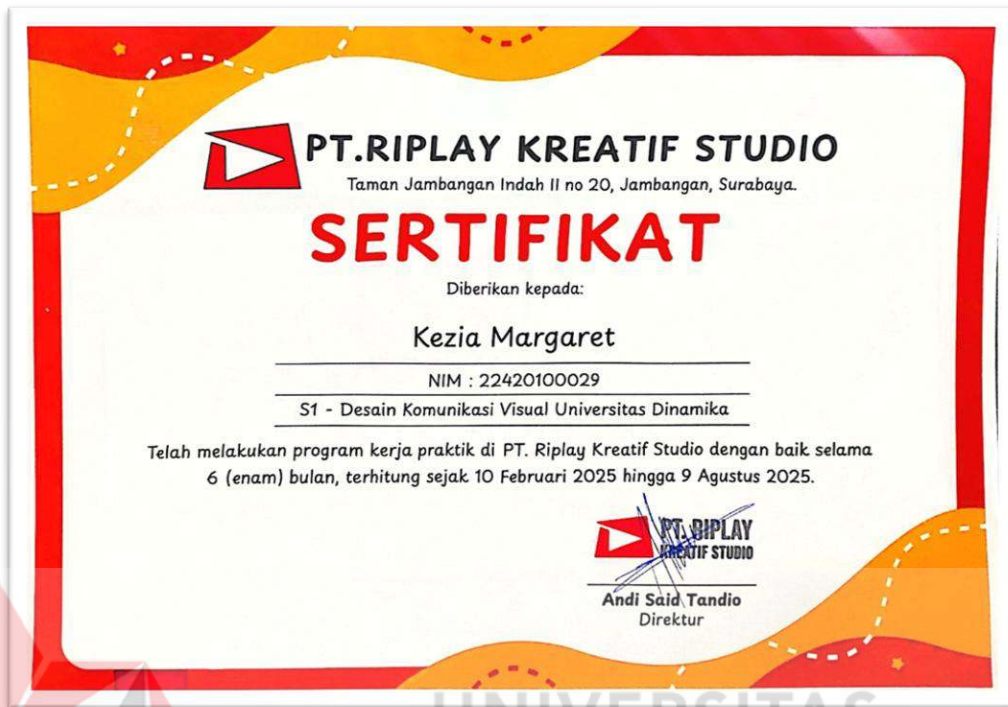 PT.RIPLAY KREATIF STUDIO
Taman Jambangan Indah II no 20, Jambangan, Surabaya.
SERTIFIKAT
Diberikan kepada:
Kezia Margaret
NIM : 22420100029
S1 - Desain Komunikasi Visual Universitas Dinamika
Telah melakukan program kerja praktik di PT. Riplay Kreatif Studio dengan baik selama
6 (enam) bulan, terhitung sejak 10 Februari 2025 hingga 9 Agustus 2025.
PT. RIPLAY
KREATIF STUDIO
Andi Said Tandio
Direktur
UNIVERSITAS